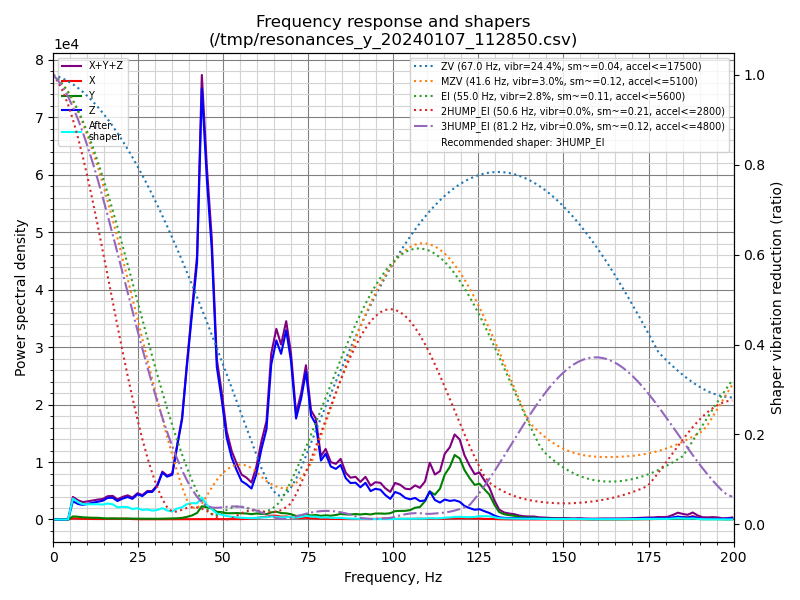 Frequency response and shapers
(/tmp/resonances_y_20240107_112850.csv)
1e4
X+Y+Z
X
Y
Z
After
shaper
ZV (67.0 Hz, vibr=24.4%, sm~=0.04, accel<=17500)
MZV (41.6 Hz, vibr=3.0%, sm~=0.12, accel<=5100)
EI (55.0 Hz, vibr=2.8%, sm~=0.11, accel<=5600)
2HUMP_EI (50.6 Hz, vibr=0.0%, sm~=0.21, accel<=2800)
3HUMP_EI (81.2 Hz, vibr=0.0%, sm~=0.12, accel<=4800)
Recommended shaper: 3HUMP_EI
Power spectral density
8
7
6
5
4
3
2
1
0
1.0
0.8
0.6
0.4
0.2
0.0
Shaper vibration reduction (ratio)
0 25 50 75 100 125 150 175 200
Frequency, Hz